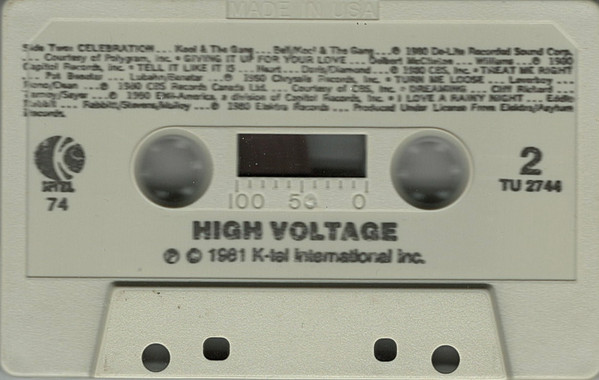 MADE IN USA
Side Two: CELEBRATION ... Kool & The Gang ... Bell/Kool & The Gang ... ℗ 1980 De-Lite Recorded Sound Corp.
... Courtesy of Polygram, Inc. • GIVING IT UP FOR YOUR LOVE ... Delbert McClinton ... Williams ... ℗ 1980
Capitol Records, Inc. • TELL IT LIKE IT IS ... Heart ... Davis/Diamond ... ℗ 1980 CBS, Inc. • TREAT ME RIGHT
... Pat Benatar ... Lubahn/Benatar ... ℗ 1980 Chrysalis Records, Inc. • TURN ME LOOSE ... Loverboy ...
Reno/Dean ... ℗ 1980 CBS Records Canada Ltd. ... Courtesy of CBS, Inc. • DREAMING ... Cliff Richard ...
Tarney/Sayer ... ℗ 1980 EMI-America, a division of Capitol Records, Inc. • I LOVE A RAINY NIGHT ... Eddie
Rabbitt ... Rabbitt/Stevens/Malloy ... ℗ 1980 Elektra Records ... Produced Under License From Elektra/Asylum
Records.
K-TEL
74
2
TU 2744
100 50 0
HIGH VOLTAGE
℗ © 1981 K-tel International Inc.